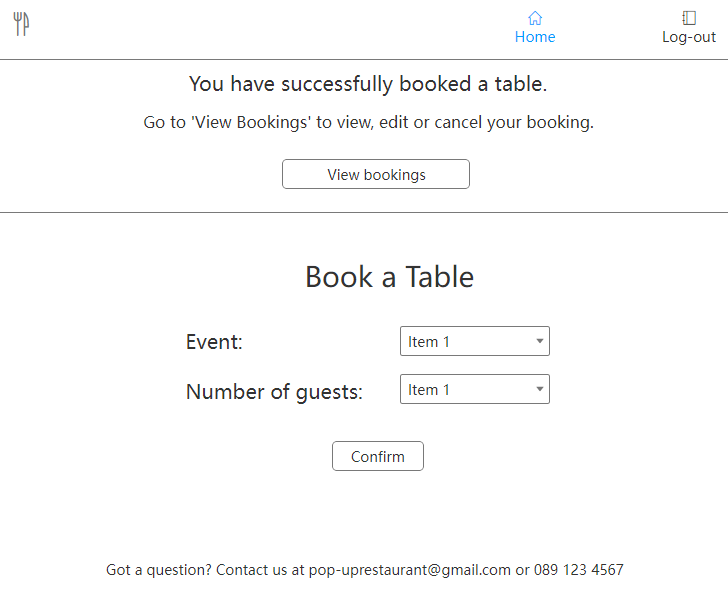 Home
Log-out
You have successfully booked a table.
Go to 'View Bookings' to view, edit or cancel your booking.
View bookings
Book a Table
Event:
Item 1
Number of guests:
Item 1
Confirm
Got a question? Contact us at pop-uprestaurant@gmail.com or 089 123 4567